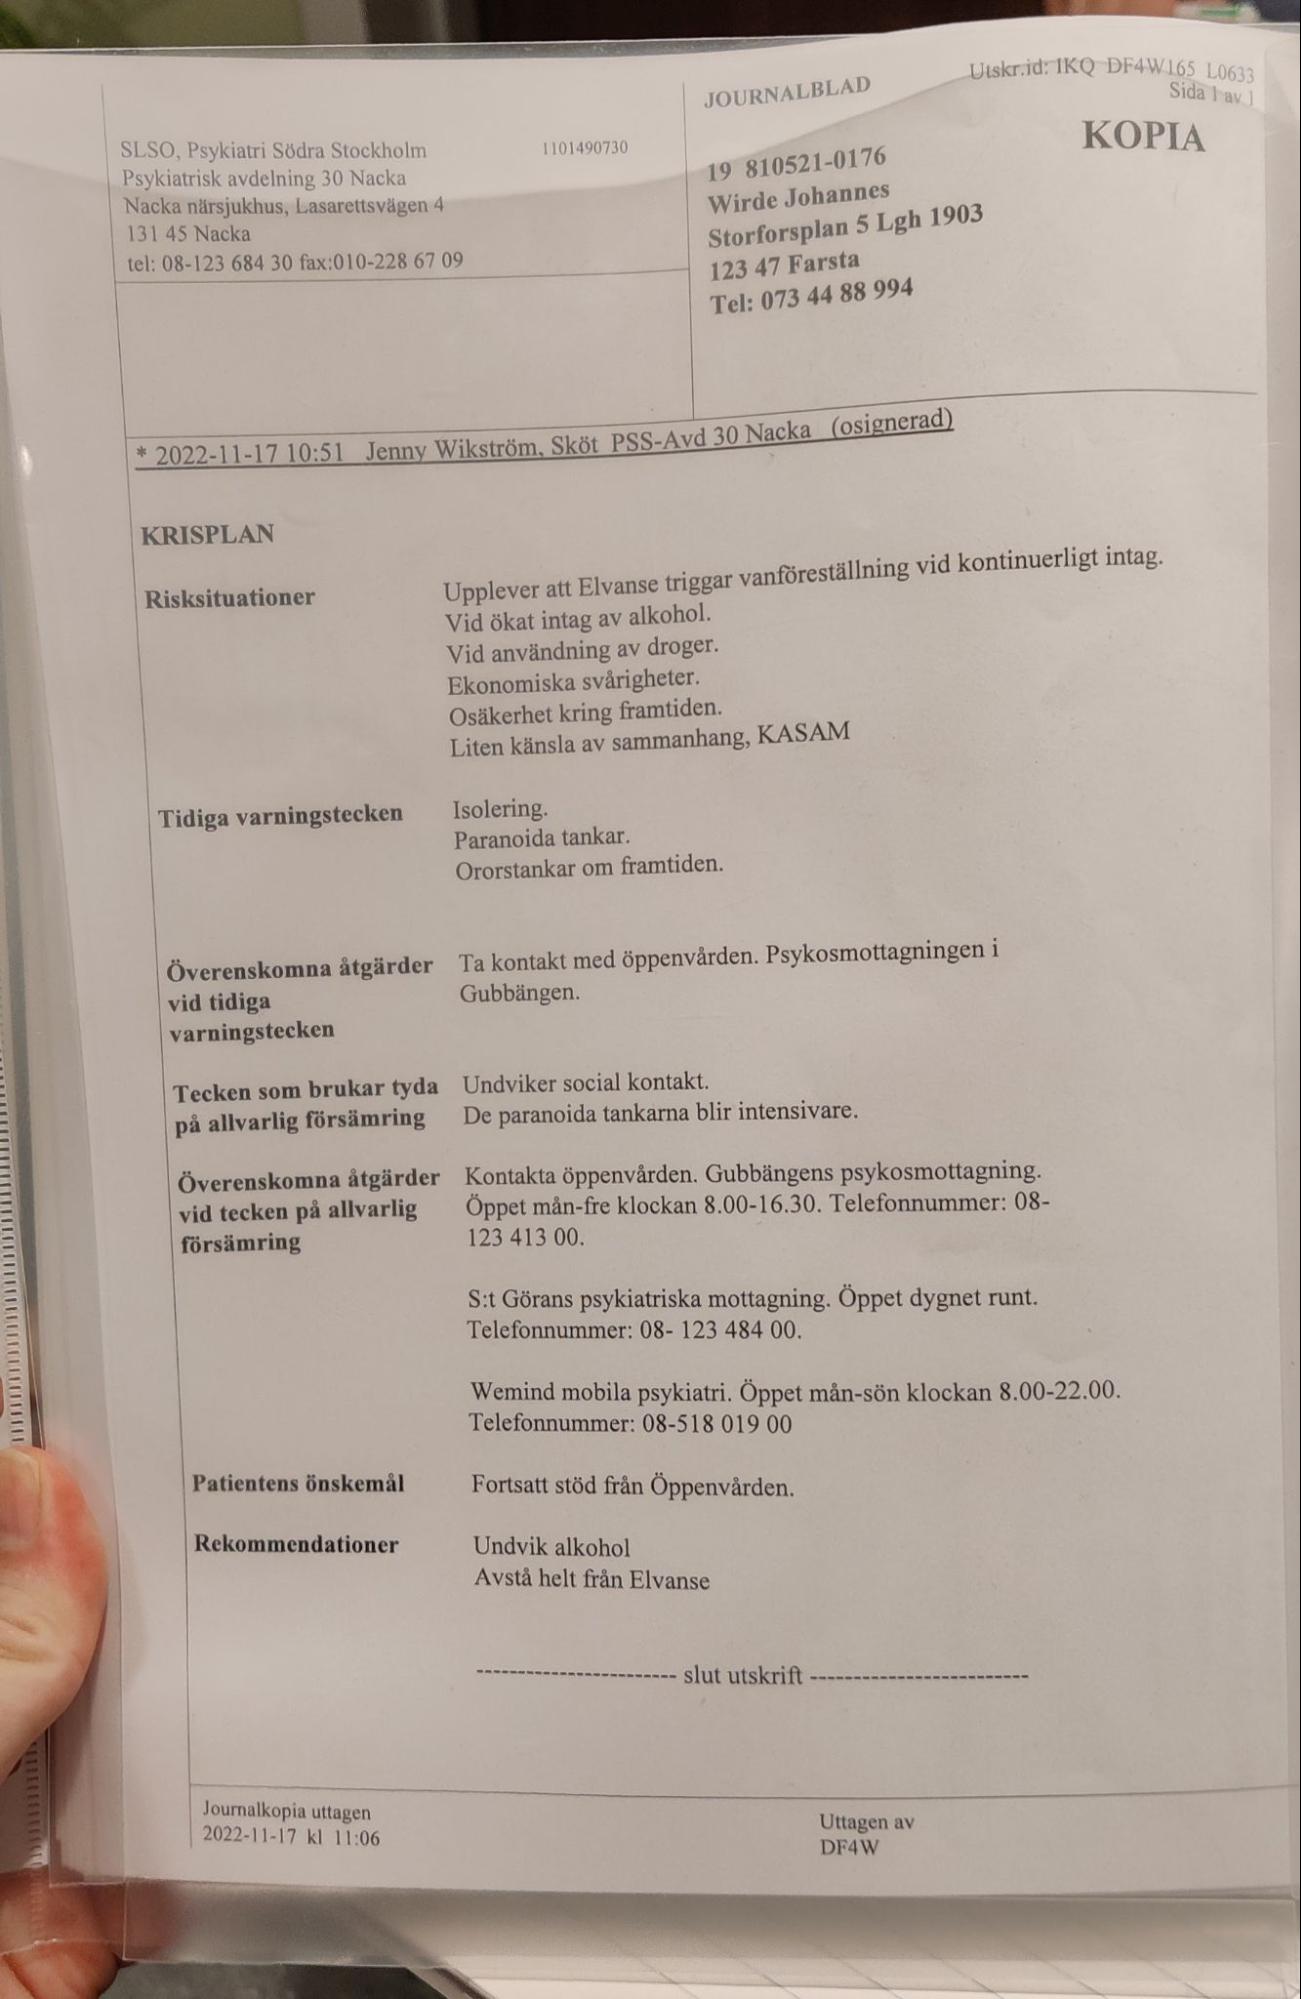 JOURNALBLAD
Utskr.id: 1KQ DF4W165 L0633
Sida 1 av 1
KOPIA
SLSO, Psykiatri Södra Stockholm 1101490730
Psykiatrisk avdelning 30 Nacka
Nacka närsjukhus, Lasarettsvägen 4
131 45 Nacka
tel: 08-123 684 30 fax:010-228 67 09
19 810521-0176
Wirde Johannes
Storforsplan 5 Lgh 1903
123 47 Farsta
Tel: 073 44 88 994
* 2022-11-17 10:51 Jenny Wikström, Sköt PSS-Avd 30 Nacka (osignerad)
KRISPLAN
Risksituationer
Upplever att Elvanse triggar vanföreställning vid kontinuerligt intag.
Vid ökat intag av alkohol.
Vid användning av droger.
Ekonomiska svårigheter.
Osäkerhet kring framtiden.
Liten känsla av sammanhang, KASAM
Tidiga varningstecken
Isolering.
Paranoida tankar.
Ororstankar om framtiden.
Överenskomna åtgärder
vid tidiga
varningstecken
Ta kontakt med öppenvården. Psykosmottagningen i
Gubbängen.
Tecken som brukar tyda
på allvarlig försämring
Undviker social kontakt.
De paranoida tankarna blir intensivare.
Överenskomna åtgärder
vid tecken på allvarlig
försämring
Kontakta öppenvården. Gubbängens psykosmottagning.
Öppet mån-fre klockan 8.00-16.30. Telefonnummer: 08-
123 413 00.
S:t Görans psykiatriska mottagning. Öppet dygnet runt.
Telefonnummer: 08- 123 484 00.
Wemind mobila psykiatri. Öppet mån-sön klockan 8.00-22.00.
Telefonnummer: 08-518 019 00
Patientens önskemål
Fortsatt stöd från Öppenvården.
Rekommendationer
Undvik alkohol
Avstå helt från Elvanse
------------------------ slut utskrift --------------------------
Journalkopia uttagen
2022-11-17 kl 11:06
Uttagen av
DF4W